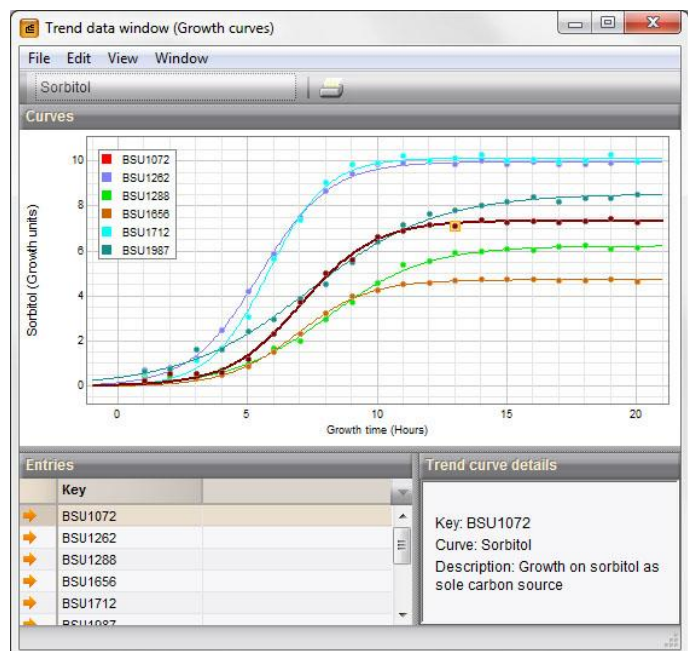 Trend data window (Growth curves)
File Edit View Window
Sorbitol
Curves
BSU1072
BSU1262
BSU1288
BSU1656
BSU1712
BSU1987
10
8
6
4
2
0
Sorbitol (Growth units)
0 5 10 15 20
Growth time (Hours)
Entries
Key
BSU1072
BSU1262
BSU1288
BSU1656
BSU1712
BSU1987
Trend curve details
Key: BSU1072
Curve: Sorbitol
Description: Growth on sorbitol as
sole carbon source